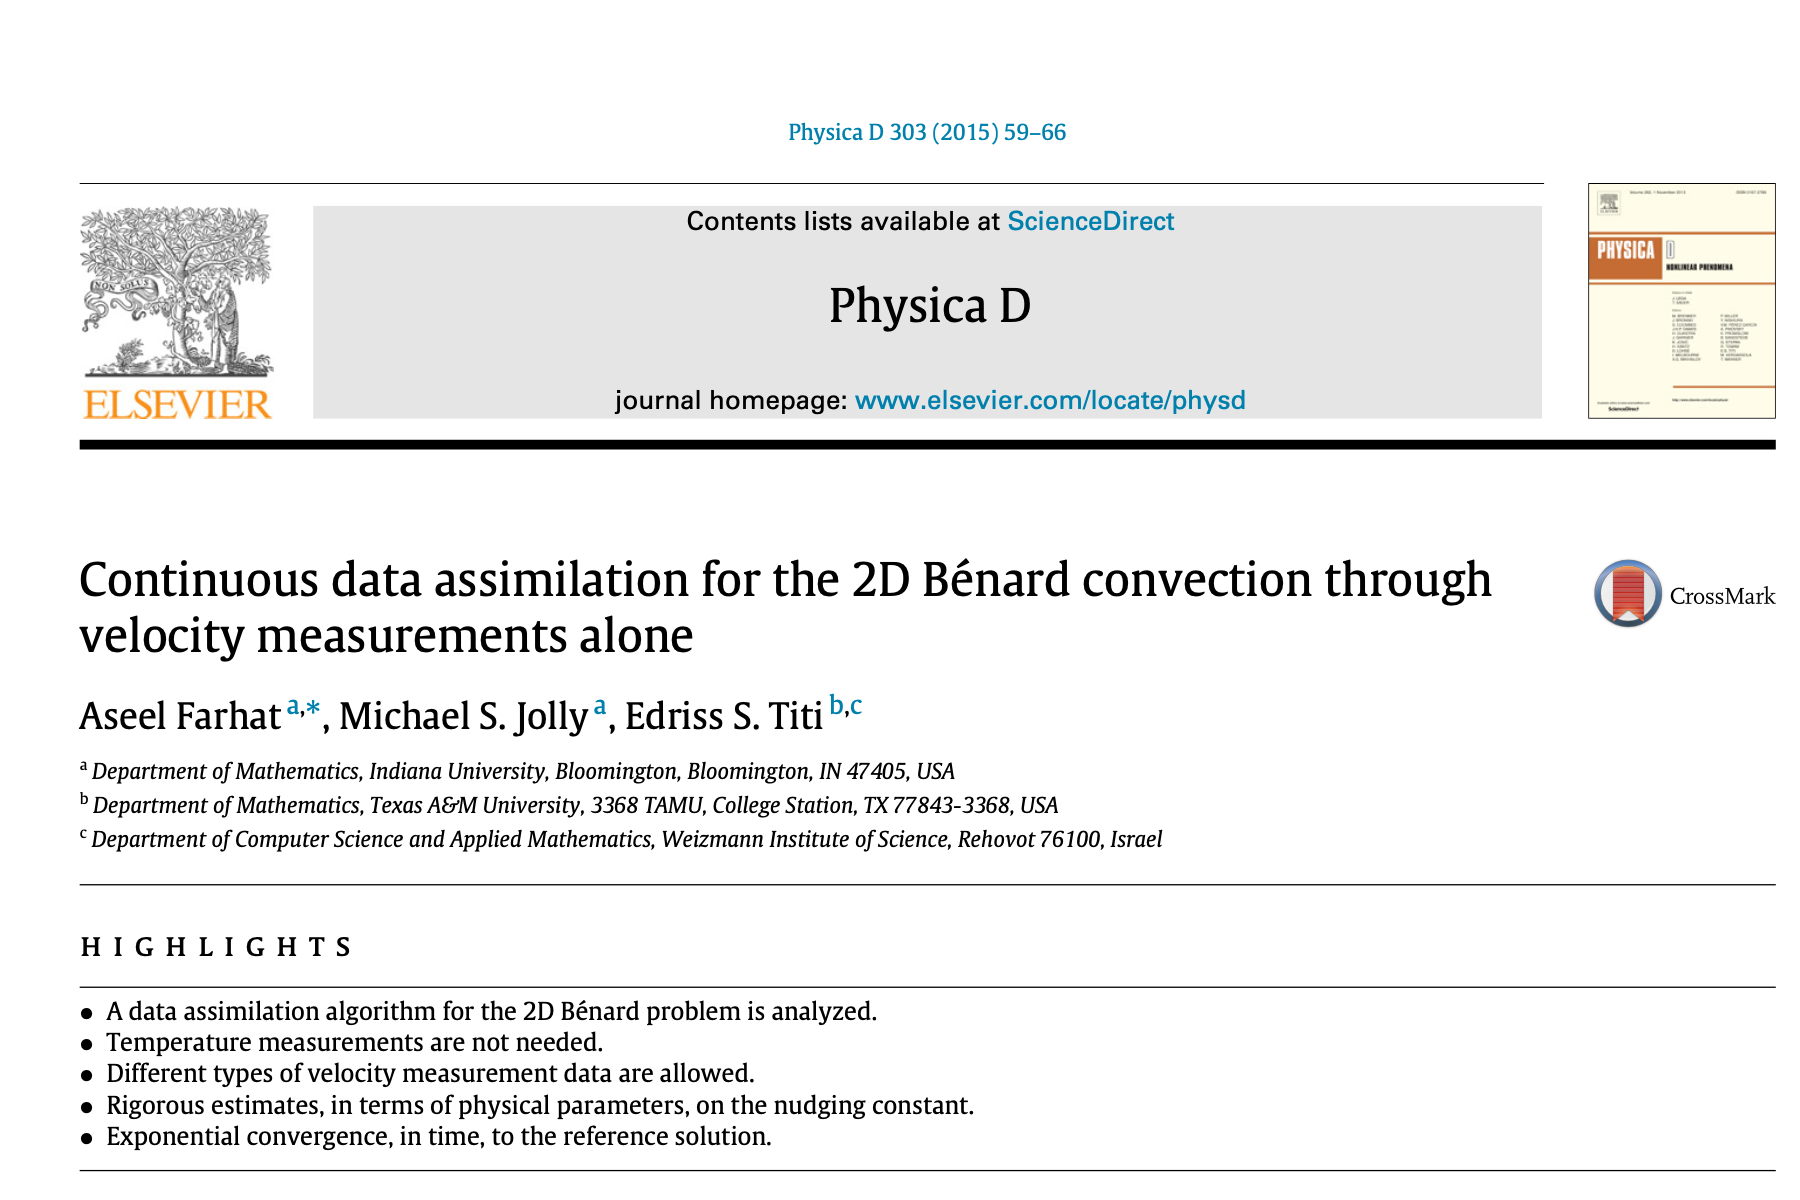 Physica D 303 (2015) 59–66
Contents lists available at ScienceDirect
Physica D
journal homepage: www.elsevier.com/locate/physd
NON SOLUS
ELSEVIER
PHYSICA D
NONLINEAR PHENOMENA
ScienceDirect
Continuous data assimilation for the 2D Bénard convection through
velocity measurements alone
CrossMark
Aseel Farhat a,*, Michael S. Jolly a, Edriss S. Titi b,c
a Department of Mathematics, Indiana University, Bloomington, Bloomington, IN 47405, USA
b Department of Mathematics, Texas A&M University, 3368 TAMU, College Station, TX 77843-3368, USA
c Department of Computer Science and Applied Mathematics, Weizmann Institute of Science, Rehovot 76100, Israel
HIGHLIGHTS
• A data assimilation algorithm for the 2D Bénard problem is analyzed.
• Temperature measurements are not needed.
• Different types of velocity measurement data are allowed.
• Rigorous estimates, in terms of physical parameters, on the nudging constant.
• Exponential convergence, in time, to the reference solution.